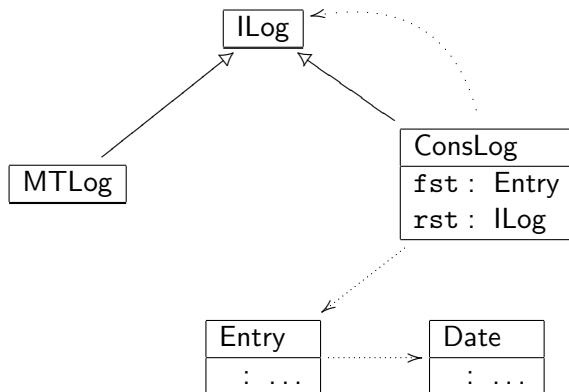 ILog
MTLog
ConsLog
fst : Entry
rst : ILog
Entry
: ...
Date
: ...